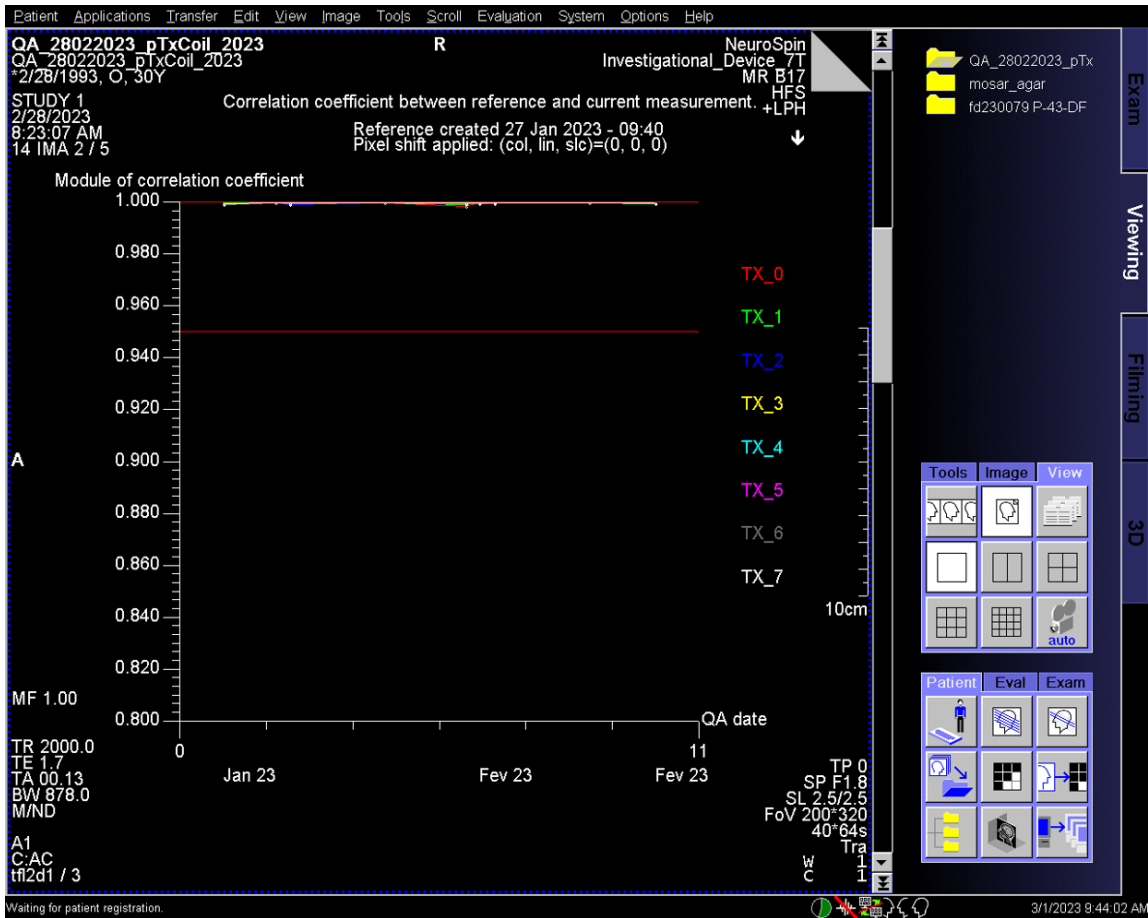 Patient Applications Transfer Edit View Image Tools Scroll Evaluation System Options Help
QA_28022023_pTxCoil_2023
QA_28022023_pTxCoil_2023
*2/28/1993, O, 30Y
STUDY 1
2/28/2023
8:23:07 AM
14 IMA 2 / 5
R
NeuroSpin
Investigational_Device_7T
MR B17
HFS
+LPH
Correlation coefficient between reference and current measurement.
Reference created 27 Jan 2023 - 09:40
Pixel shift applied: (col, lin, slc)=(0, 0, 0)
Module of correlation coefficient
1.000
0.980
0.960
0.940
0.920
0.900
0.880
0.860
0.840
0.820
0.800
TX_0
TX_1
TX_2
TX_3
TX_4
TX_5
TX_6
TX_7
A
10cm
QA date
0 11
Jan 23 Fev 23 Fev 23
MF 1.00
TR 2000.0
TE 1.7
TA 00.13
BW 878.0
M/ND
A1
C:AC
tfl2d1 / 3
TP 0
SP F1.8
SL 2.5/2.5
FoV 200*320
40*64s
Tra
W 1
C 1
QA_28022023_pTx
mosar_agar
fd230079 P-43-DF
Exam
Viewing
Filming
3D
Tools Image View
auto
Patient Eval Exam
Waiting for patient registration.
3/1/2023 9:44:02 AM